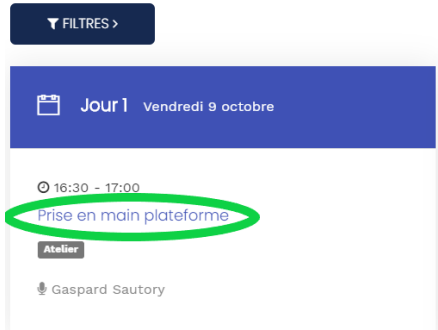 FILTRES >
Jour 1 Vendredi 9 octobre
16:30 - 17:00
Prise en main plateforme
Atelier
Gaspard Sautory